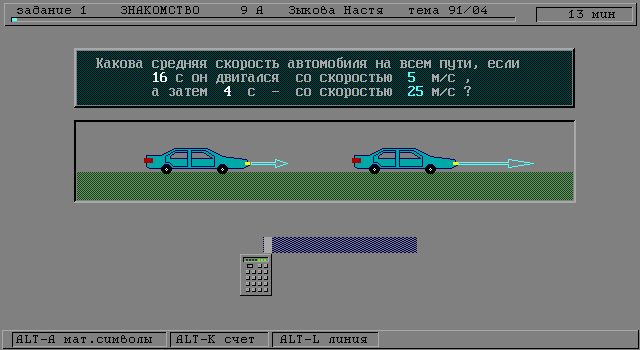 задание 1 ЗНАКОМСТВО 9 А Зыкова Настя тема 91/04 13 мин
Какова средняя скорость автомобиля на всем пути, если
16 с он двигался со скоростью 5 м/с ,
а затем 4 с - со скоростью 25 м/с ?
ALT-A мат.символы ALT-K счет ALT-L линия